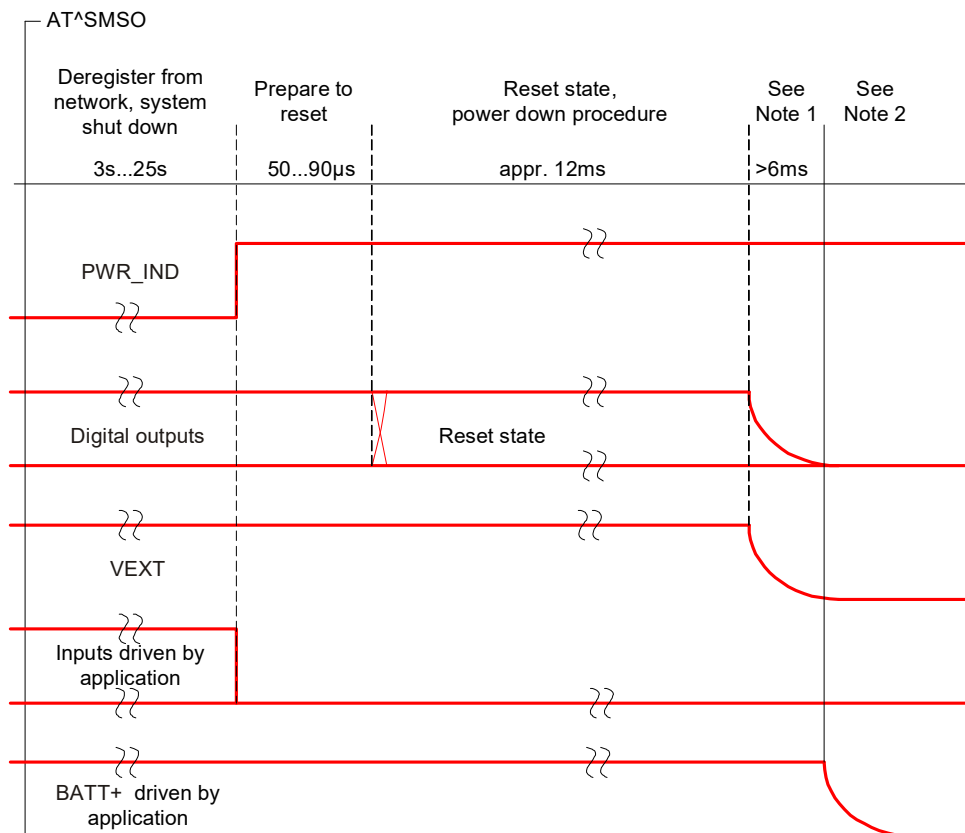 AT^SMSO
Deregister from
network, system
shut down
Prepare to
reset
Reset state,
power down procedure
See
Note 1
See
Note 2
3s...25s
50...90µs
appr. 12ms
>6ms
PWR_IND
Digital outputs
Reset state
VEXT
Inputs driven by
application
BATT+ driven by
application